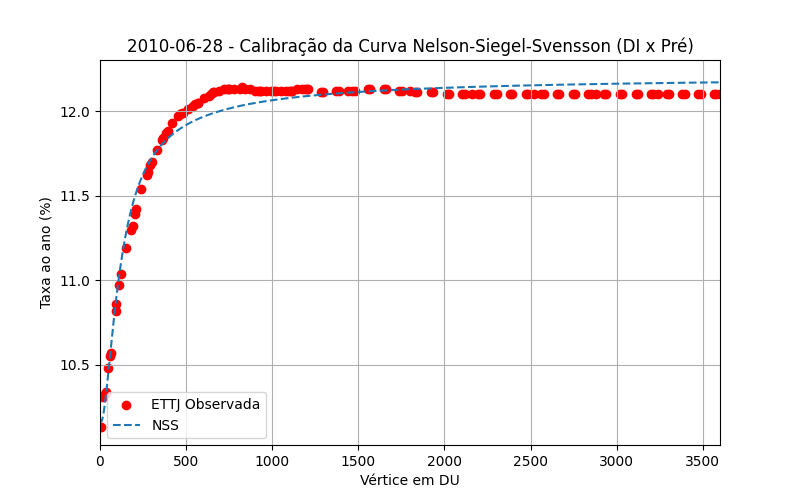 2010-06-28 - Calibração da Curva Nelson-Siegel-Svensson (DI x Pré)
Taxa ao ano (%)
12.0
11.5
11.0
10.5
ETTJ Observada
NSS
0 500 1000 1500 2000 2500 3000 3500
Vértice em DU